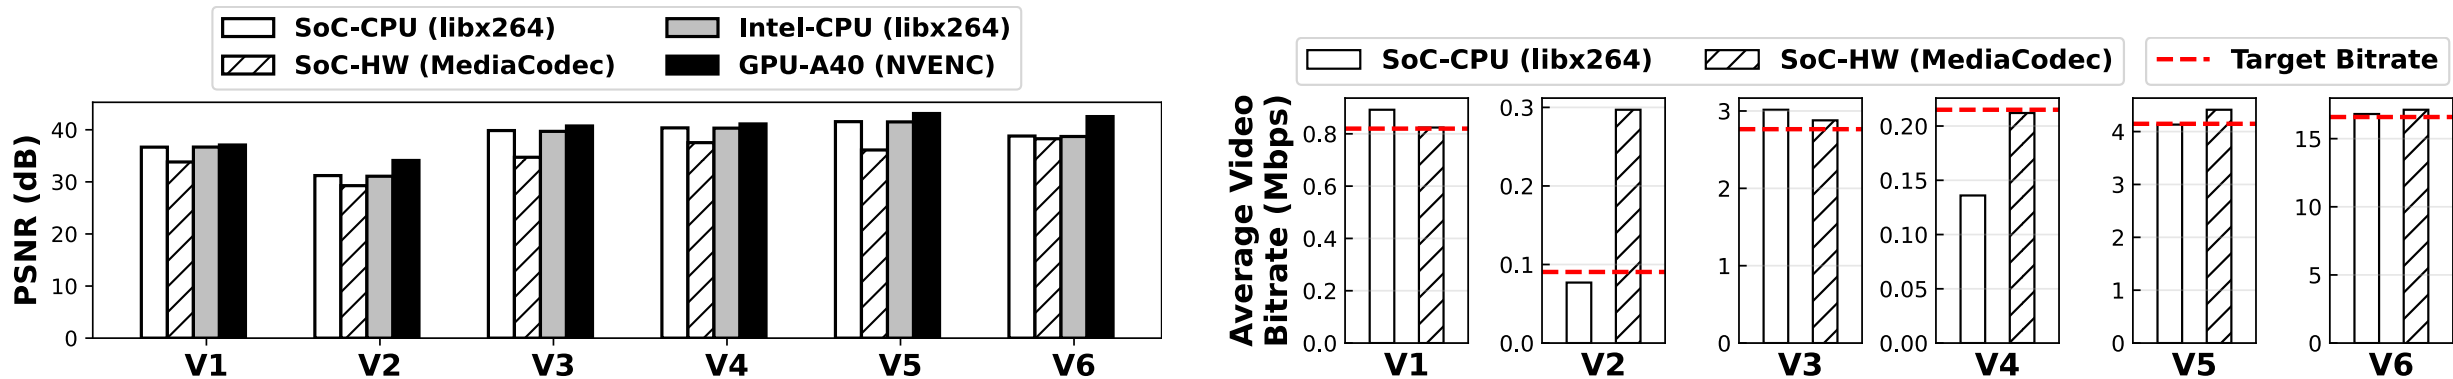 SoC-CPU (libx264)
SoC-HW (MediaCodec)
Intel-CPU (libx264)
GPU-A40 (NVENC)
PSNR (dB)
40
30
20
10
0
V1 V2 V3 V4 V5 V6
SoC-CPU (libx264) SoC-HW (MediaCodec) Target Bitrate
Average Video
Bitrate (Mbps)
0.8
0.6
0.4
0.2
0.0
V1
0.3
0.2
0.1
0.0
V2
3
2
1
0
V3
0.20
0.15
0.10
0.05
0.00
V4
4
3
2
1
0
V5
15
10
5
0
V6